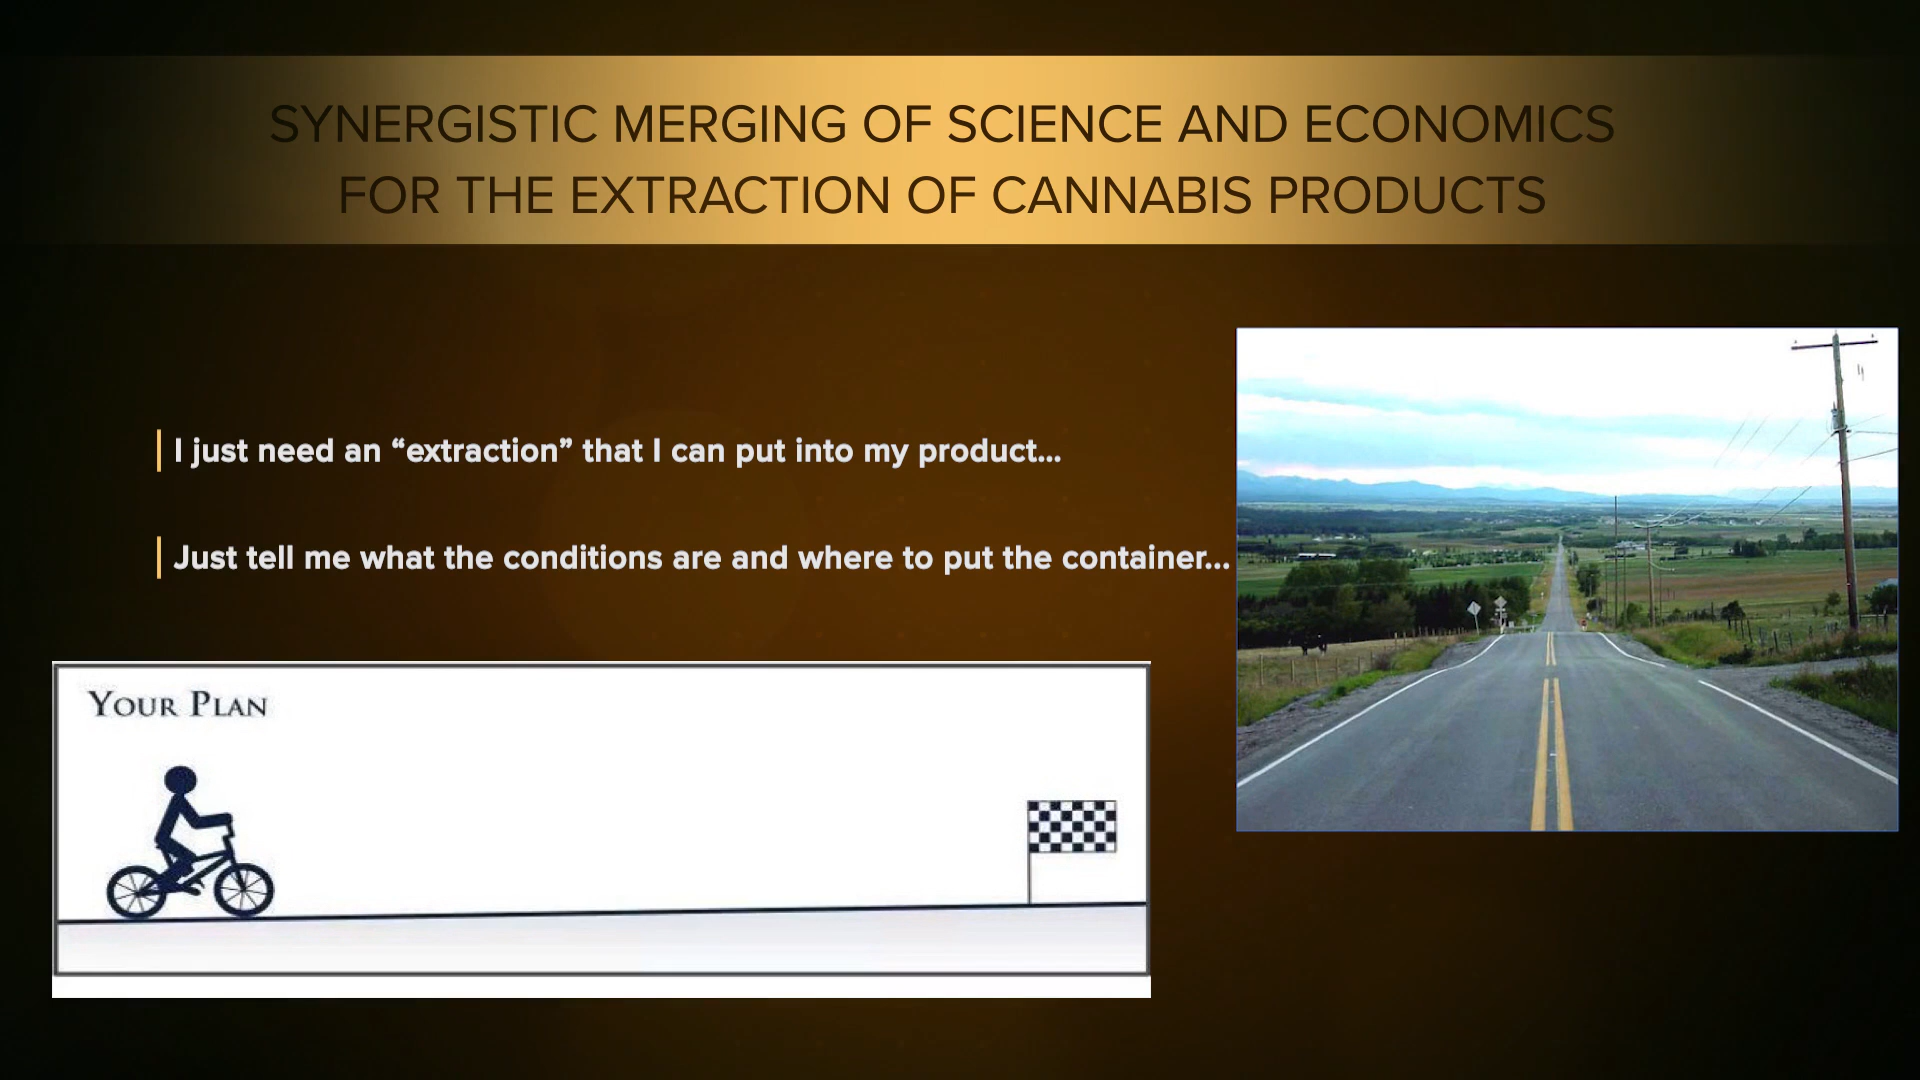 SYNERGISTIC MERGING OF SCIENCE AND ECONOMICS
FOR THE EXTRACTION OF CANNABIS PRODUCTS
I just need an “extraction” that I can put into my product...
Just tell me what the conditions are and where to put the container...
YOUR PLAN